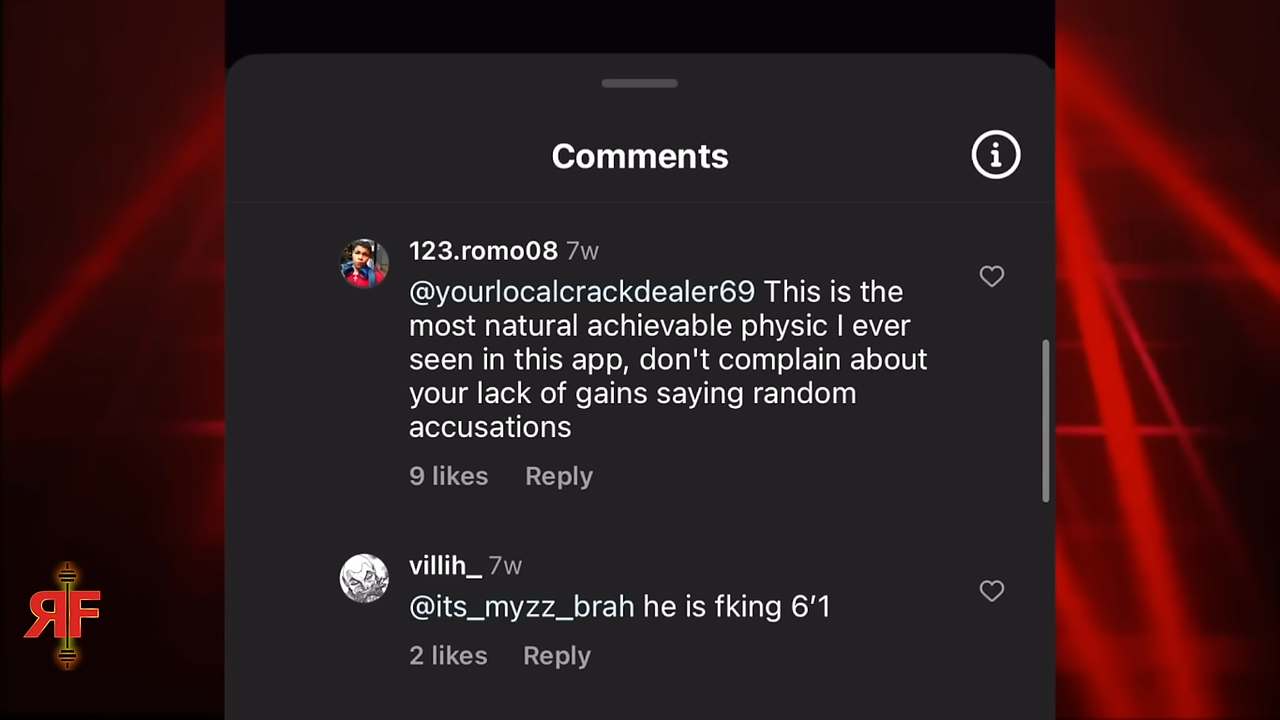 Comments
123.romo08 7w
@yourlocalcrackdealer69 This is the
most natural achievable physic I ever
seen in this app, don't complain about
your lack of gains saying random
accusations
9 likes Reply
villih_ 7w
@its_myzz_brah he is fking 6'1
2 likes Reply
RF